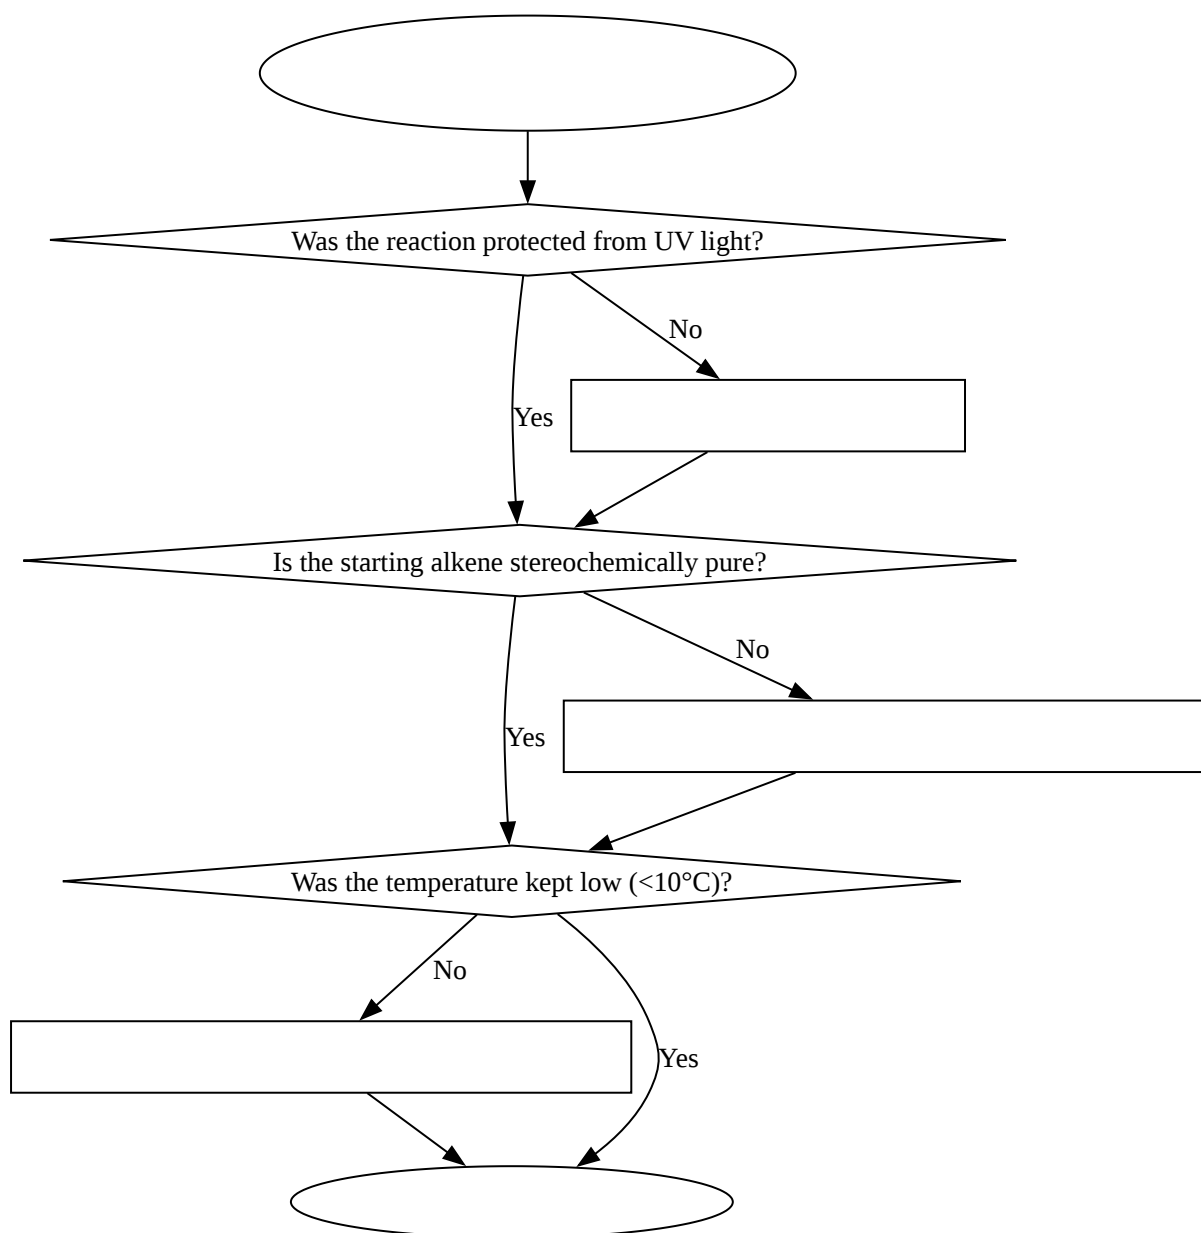 Was the reaction protected from UV light?
No
Yes
Is the starting alkene stereochemically pure?
No
Yes
Was the temperature kept low (<10°C)?
No
Yes